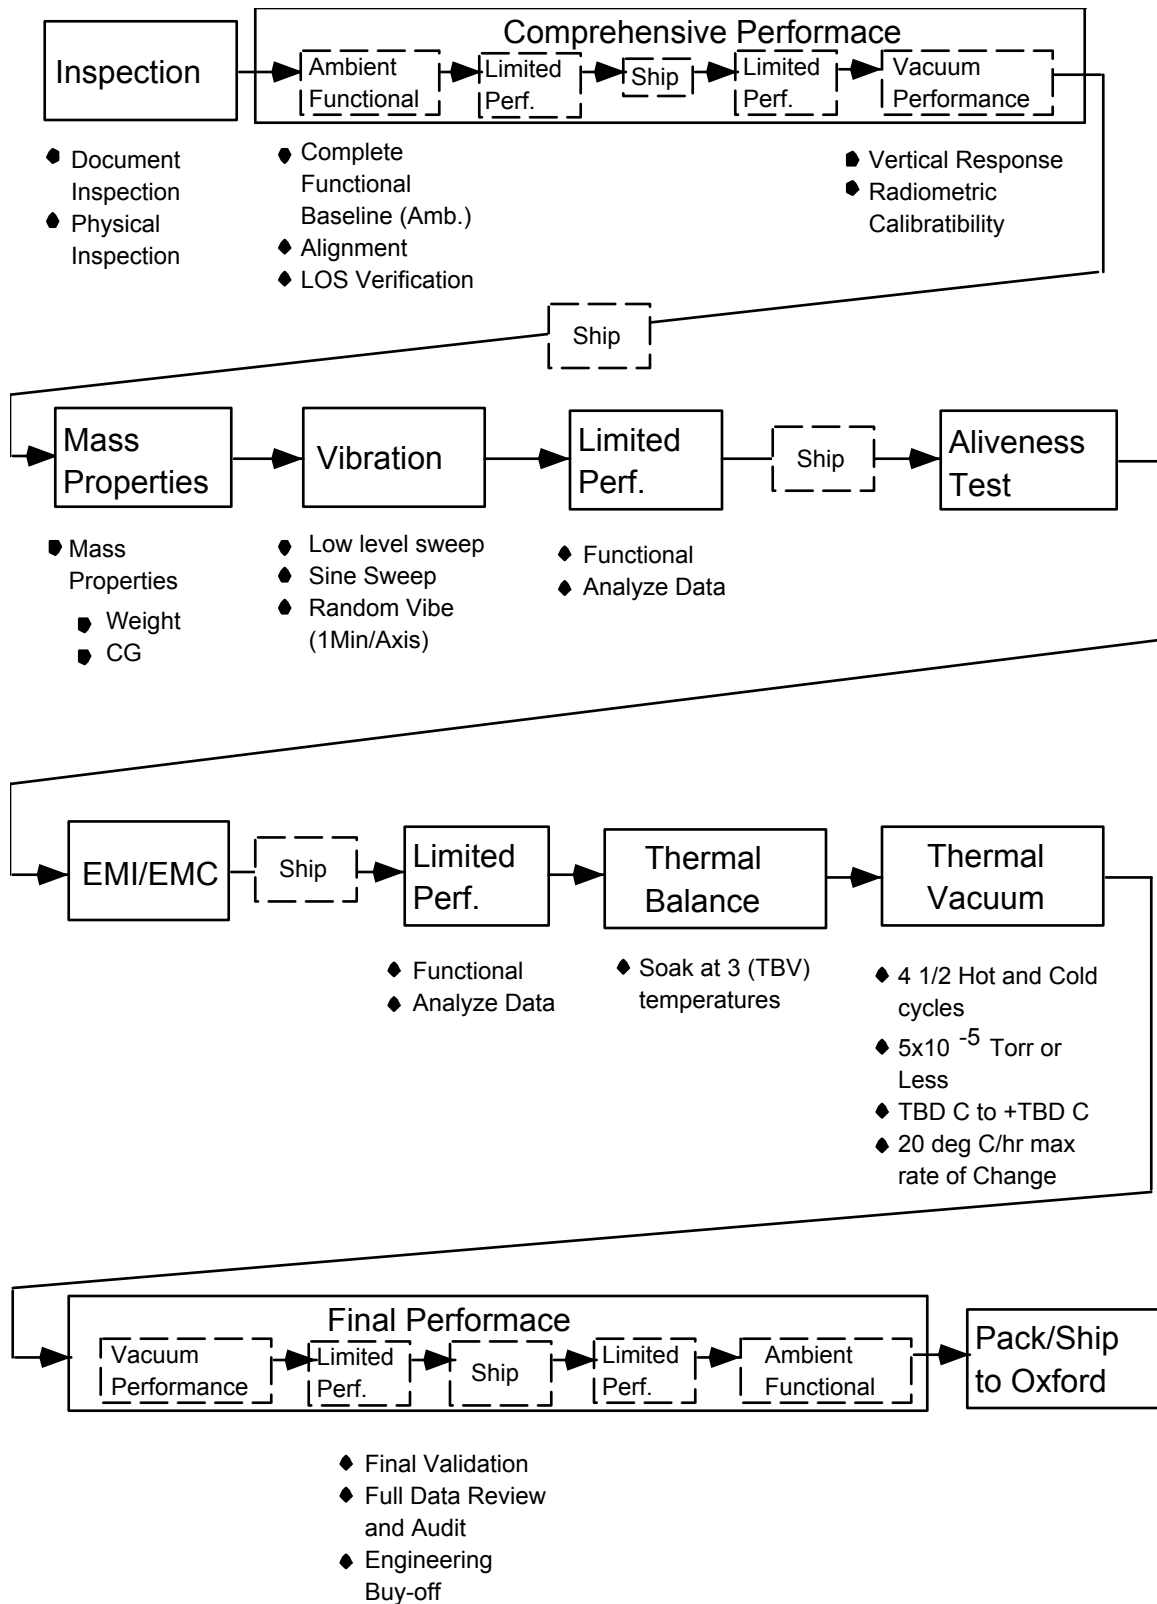 Comprehensive Performace
Inspection
Ambient
Functional
Limited
Perf.
Ship
Limited
Perf.
Vacuum
Performance
Document
Inspection
Physical
Inspection
Complete
Functional
Baseline (Amb.)
Alignment
LOS Verification
Vertical Response
Radiometric
Calibratibility
Ship
Mass
Properties
Vibration
Limited
Perf.
Ship
Aliveness
Test
Mass
Properties
Weight
CG
Low level sweep
Sine Sweep
Random Vibe
(1Min/Axis)
Functional
Analyze Data
EMI/EMC
Ship
Limited
Perf.
Thermal
Balance
Thermal
Vacuum
Functional
Analyze Data
Soak at 3 (TBV)
temperatures
4 1/2 Hot and Cold
cycles
5x10 -5 Torr or
Less
TBD C to +TBD C
20 deg C/hr max
rate of Change
Final Performace
Vacuum
Performance
Limited
Perf.
Ship
Limited
Perf.
Ambient
Functional
Pack/Ship
to Oxford
Final Validation
Full Data Review
and Audit
Engineering
Buy-off